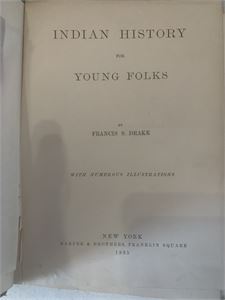 INDIAN HISTORY
FOR
YOUNG FOLKS
BY
FRANCIS S. DRAKE
WITH NUMEROUS ILLUSTRATIONS
NEW YORK
HARPER & BROTHERS, FRANKLIN SQUARE
1885